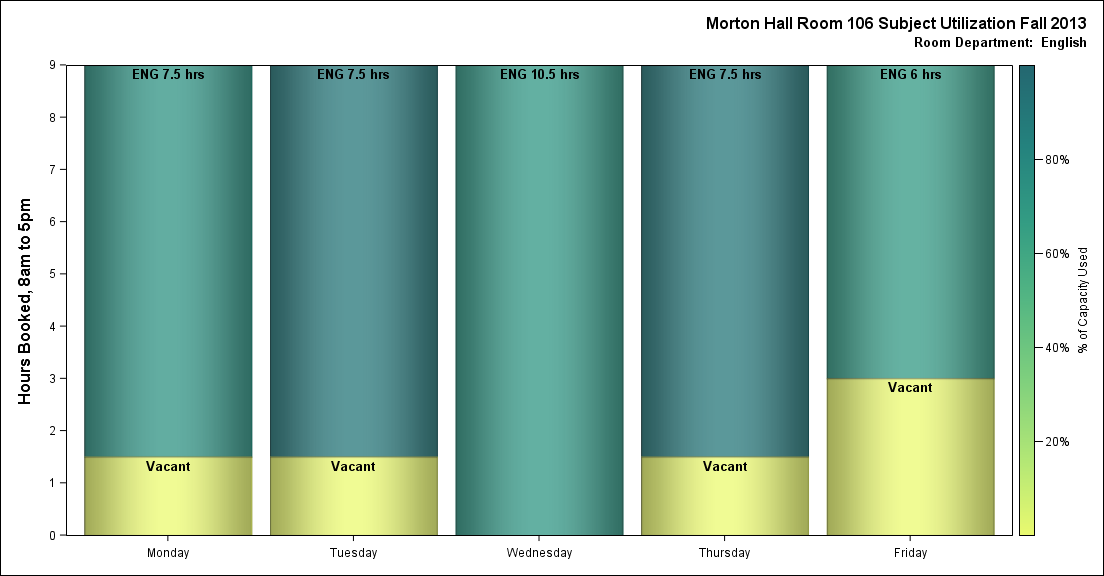 Morton Hall Room 106 Subject Utilization Fall 2013
Room Department:  English
Hours Booked, 8am to 5pm
9
8
7
6
5
4
3
2
1
0
ENG 7.5 hrs
ENG 7.5 hrs
ENG 10.5 hrs
ENG 7.5 hrs
ENG 6 hrs
Vacant
Vacant
Vacant
Vacant
Monday
Tuesday
Wednesday
Thursday
Friday
80%
60%
40%
20%
% of Capacity Used